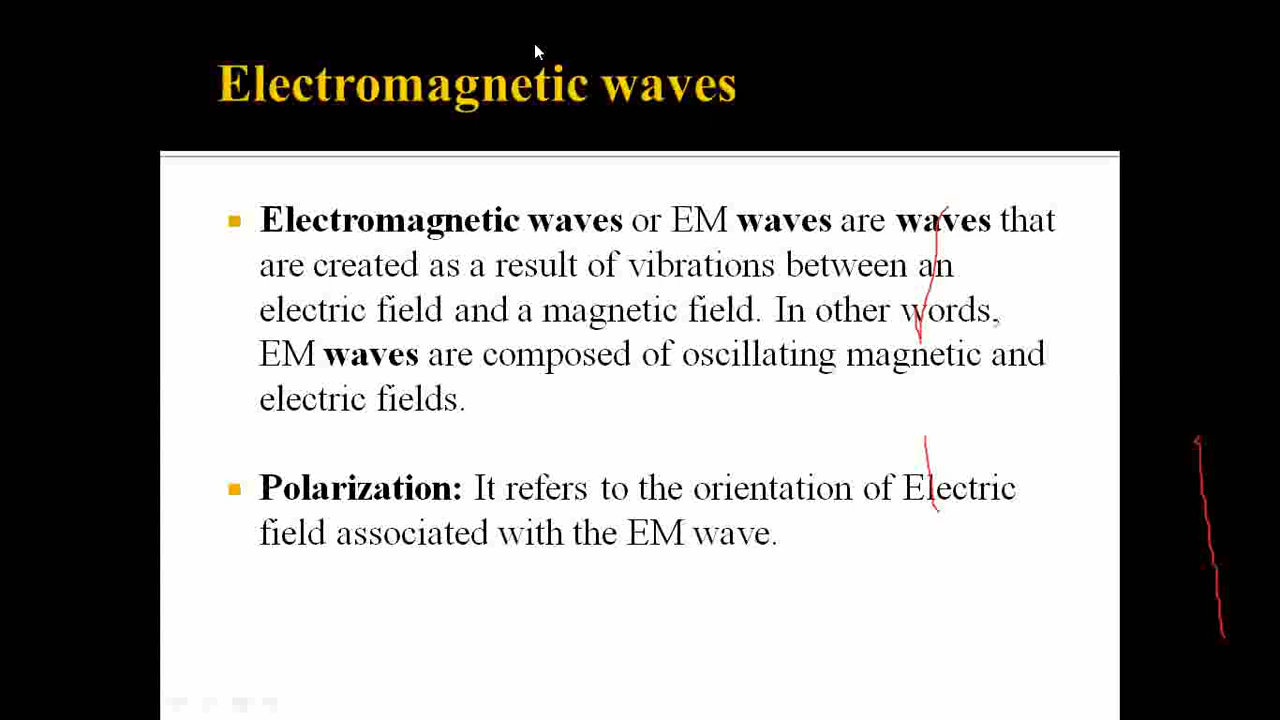 Electromagnetic waves
Electromagnetic waves or EM waves are waves that
are created as a result of vibrations between an
electric field and a magnetic field. In other words,
EM waves are composed of oscillating magnetic and
electric fields.
Polarization: It refers to the orientation of Electric
field associated with the EM wave.